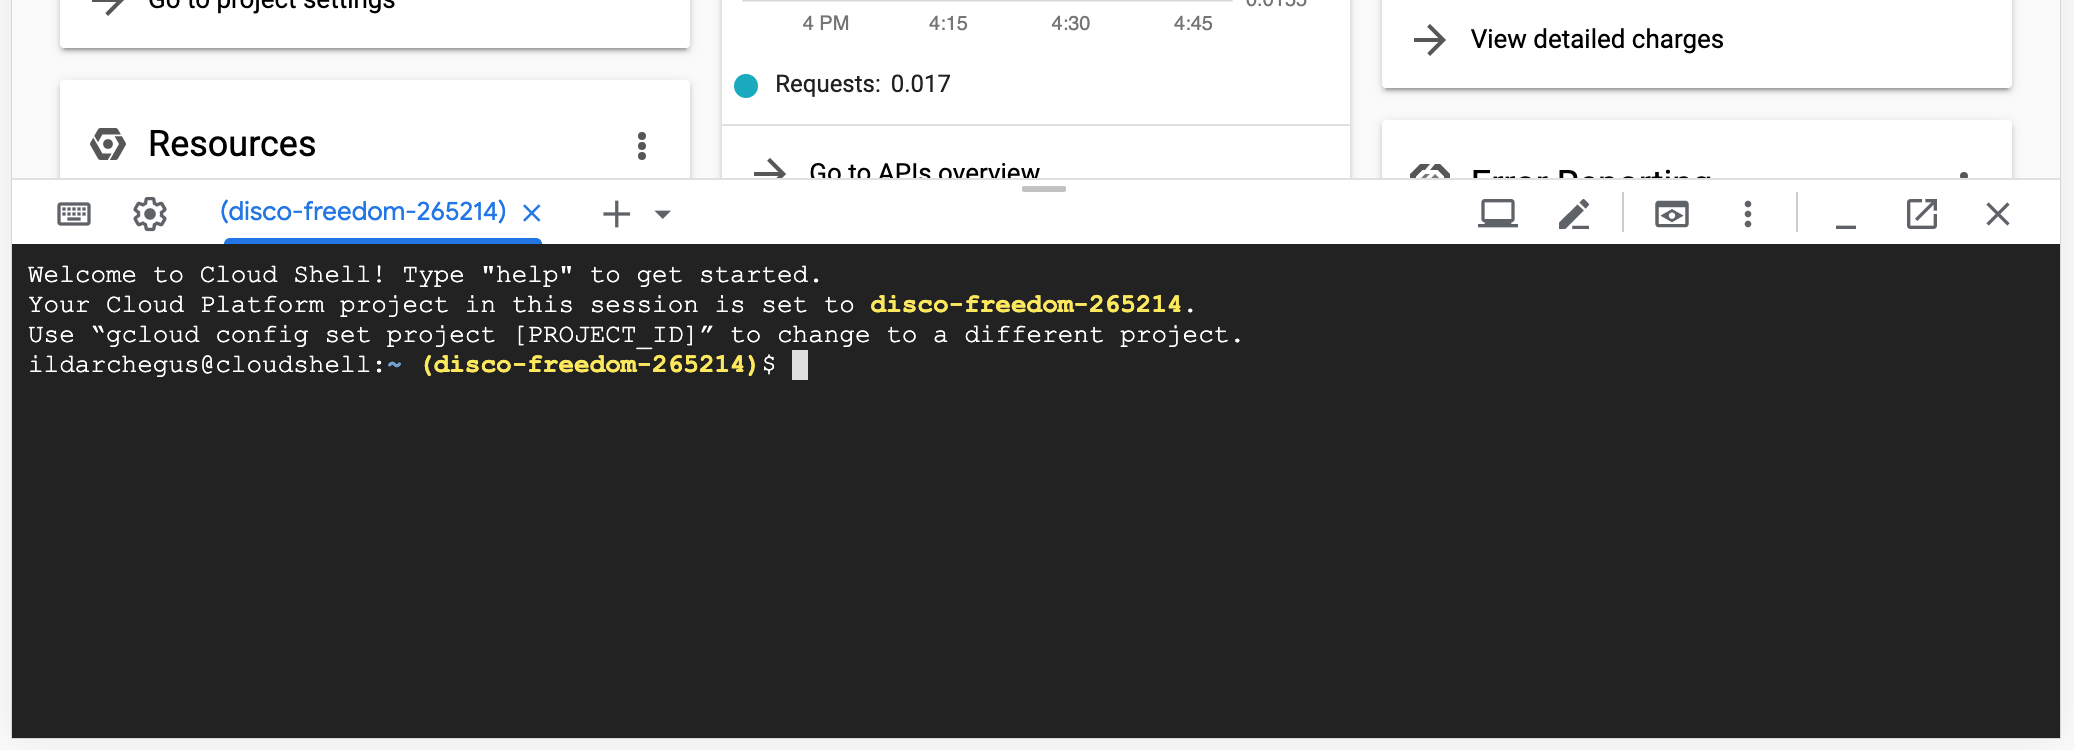 Go to project settings
4 PM 4:15 4:30 4:45
Requests: 0.017
Go to APIs overview
View detailed charges
Resources
Error Reporting
(disco-freedom-265214)
Welcome to Cloud Shell! Type "help" to get started.
Your Cloud Platform project in this session is set to disco-freedom-265214.
Use “gcloud config set project [PROJECT_ID]” to change to a different project.
ildarchegus@cloudshell:~ (disco-freedom-265214)$